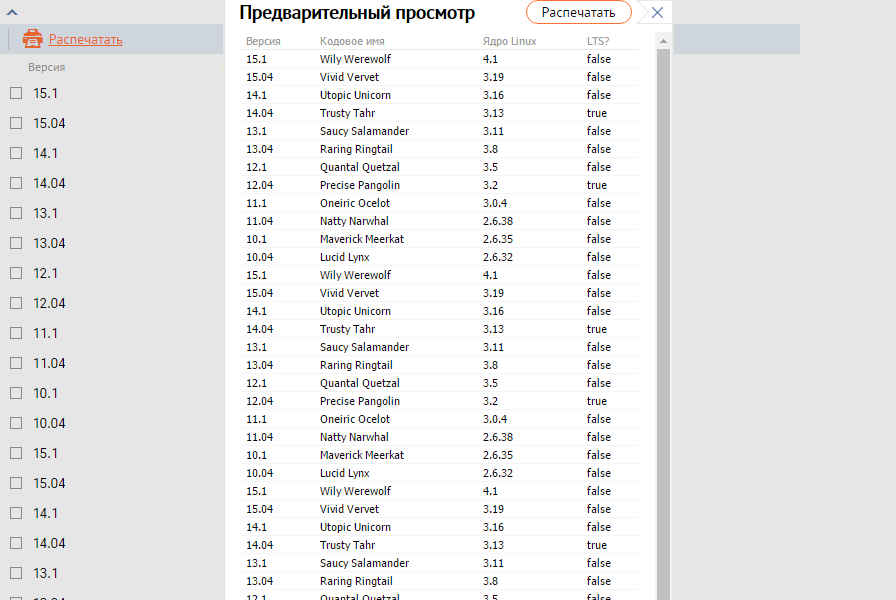 Распечатать
Версия
15.1
15.04
14.1
14.04
13.1
13.04
12.1
12.04
11.1
11.04
10.1
10.04
15.1
15.04
14.1
14.04
13.1
Предварительный просмотр
Распечатать
Версия Кодовое имя Ядро Linux LTS?
15.1 Wily Werewolf 4.1 false
15.04 Vivid Vervet 3.19 false
14.1 Utopic Unicorn 3.16 false
14.04 Trusty Tahr 3.13 true
13.1 Saucy Salamander 3.11 false
13.04 Raring Ringtail 3.8 false
12.1 Quantal Quetzal 3.5 false
12.04 Precise Pangolin 3.2 true
11.1 Oneiric Ocelot 3.0.4 false
11.04 Natty Narwhal 2.6.38 false
10.1 Maverick Meerkat 2.6.35 false
10.04 Lucid Lynx 2.6.32 false
15.1 Wily Werewolf 4.1 false
15.04 Vivid Vervet 3.19 false
14.1 Utopic Unicorn 3.16 false
14.04 Trusty Tahr 3.13 true
13.1 Saucy Salamander 3.11 false
13.04 Raring Ringtail 3.8 false
12.1 Quantal Quetzal 3.5 false
12.04 Precise Pangolin 3.2 true
11.1 Oneiric Ocelot 3.0.4 false
11.04 Natty Narwhal 2.6.38 false
10.1 Maverick Meerkat 2.6.35 false
10.04 Lucid Lynx 2.6.32 false
15.1 Wily Werewolf 4.1 false
15.04 Vivid Vervet 3.19 false
14.1 Utopic Unicorn 3.16 false
14.04 Trusty Tahr 3.13 true
13.1 Saucy Salamander 3.11 false
13.04 Raring Ringtail 3.8 false
12.1 Quantal Quetzal 3.5 false